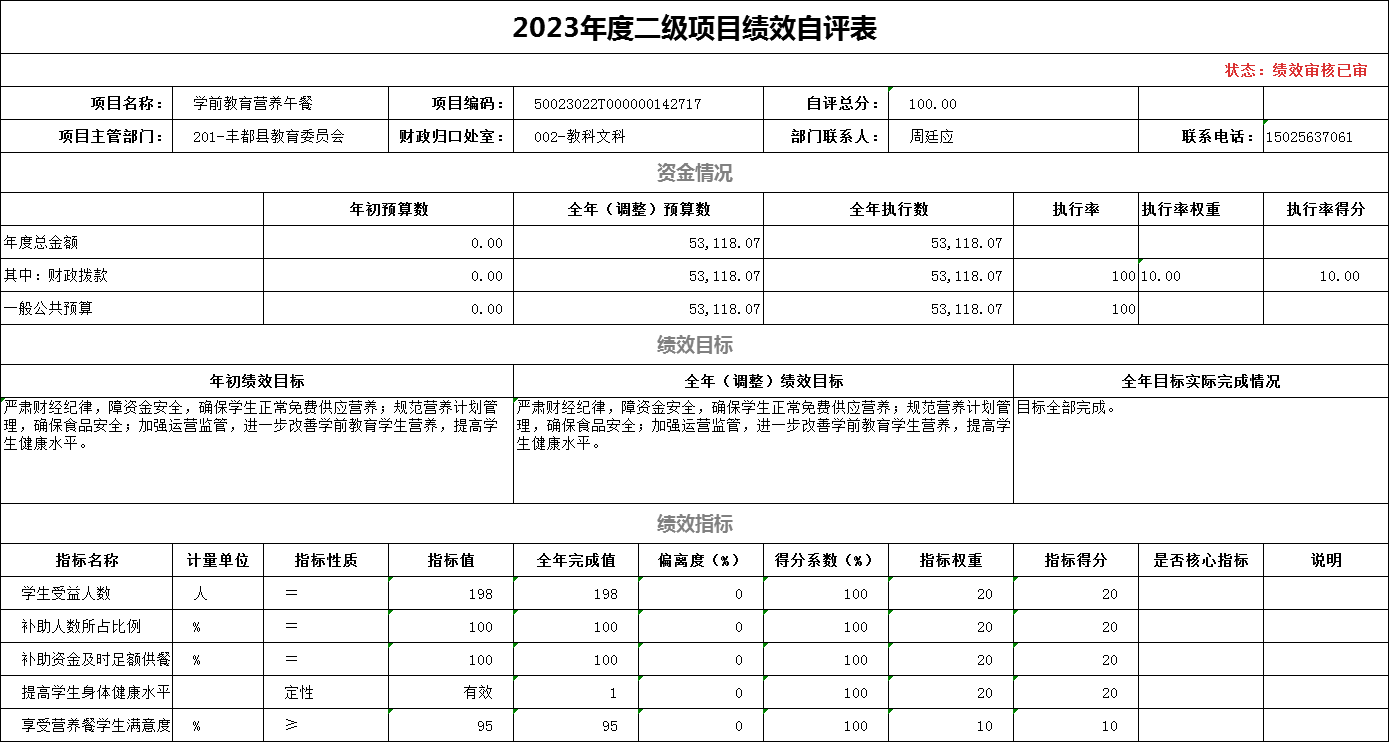 2023年度二级项目绩效自评表
状态：绩效审核已审
项目名称： 学前教育营养午餐 项目编码： 50023022T000000142717 自评总分： 100.00
项目主管部门： 201-丰都县教育委员会 财政归口处室： 002-教科文科 部门联系人： 周廷应 联系电话： 15025637061
资金情况
年初预算数 全年（调整）预算数 全年执行数 执行率 执行率权重 执行率得分
年度总金额 0.00 53,118.07 53,118.07
其中：财政拨款 0.00 53,118.07 53,118.07 100 10.00 10.00
一般公共预算 0.00 53,118.07 53,118.07 100
绩效目标
年初绩效目标 全年（调整）绩效目标 全年目标实际完成情况
严肃财经纪律，障资金安全，确保学生正常免费供应营养；规范营养计划管
理，确保食品安全；加强运营监管，进一步改善学前教育学生营养，提高学
生健康水平。
严肃财经纪律，障资金安全，确保学生正常免费供应营养；规范营养计划管
理，确保食品安全；加强运营监管，进一步改善学前教育学生营养，提高学
生健康水平。
目标全部完成。
绩效指标
指标名称 计量单位 指标性质 指标值 全年完成值 偏离度（%） 得分系数（%） 指标权重 指标得分 是否核心指标 说明
学生受益人数 人 ＝ 198 198 0 100 20 20
补助人数所占比例 % ＝ 100 100 0 100 20 20
补助资金及时足额供餐 % ＝ 100 100 0 100 20 20
提高学生身体健康水平 定性 有效 1 0 100 20 20
享受营养餐学生满意度 % ≥ 95 95 0 100 10 10